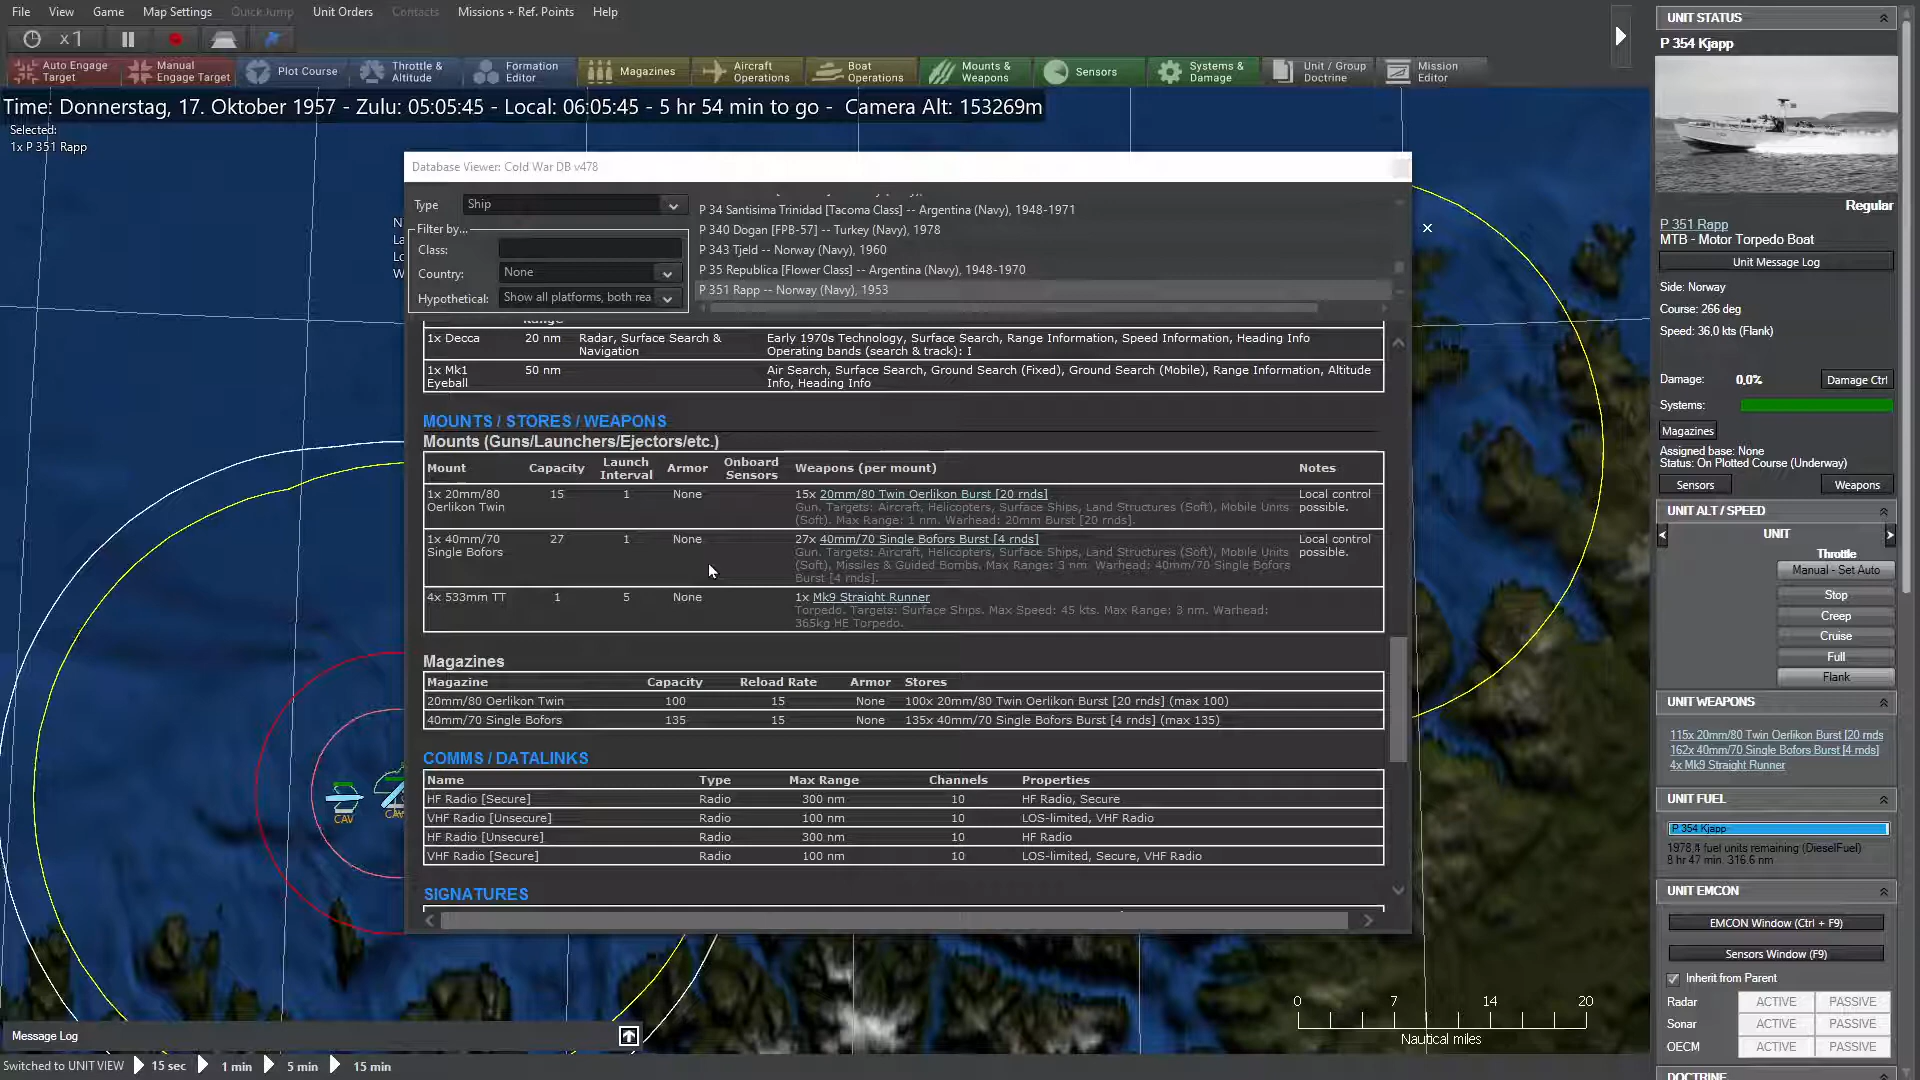 File View Game Map Settings QuickJump Unit Orders Contacts Missions + Ref. Points Help
x1
Auto Engage Target
Manual Engage Target
Plot Course
Throttle & Altitude
Formation Editor
Magazines
Aircraft Operations
Boat Operations
Mounts & Weapons
Sensors
Systems & Damage
Unit / Group Doctrine
Mission Editor
Time: Donnerstag, 17. Oktober 1957 - Zulu: 05:05:45 - Local: 06:05:45 - 5 hr 54 min to go - Camera Alt: 153269m
Selected:
1x P 351 Rapp
Database Viewer: Cold War DB v478
Type Ship
Filter by...
Class:
Country: None
Hypothetical: Show all platforms, both rea
P 34 Santisima Trinidad [Tacoma Class] -- Argentina (Navy), 1948-1971
P 340 Dogan [FPB-57] -- Turkey (Navy), 1978
P 343 Tjeld -- Norway (Navy), 1960
P 35 Republica [Flower Class] -- Argentina (Navy), 1948-1970
P 351 Rapp -- Norway (Navy), 1953
Range
1x Decca 20 nm Radar, Surface Search & Navigation Early 1970s Technology, Surface Search, Range Information, Speed Information, Heading Info
Operating bands (search & track): I
1x Mk1 Eyeball 50 nm Air Search, Surface Search, Ground Search (Fixed), Ground Search (Mobile), Range Information, Altitude
Info, Heading Info
MOUNTS / STORES / WEAPONS
Mounts (Guns/Launchers/Ejectors/etc.)
Mount Capacity Launch Interval Armor Onboard Sensors Weapons (per mount) Notes
1x 20mm/80 Oerlikon Twin 15 1 None 15x 20mm/80 Twin Oerlikon Burst [20 rnds] Local control possible.
Gun. Targets: Aircraft, Helicopters, Surface Ships, Land Structures (Soft), Mobile Units
(Soft). Max Range: 1 nm. Warhead: 20mm Burst [20 rnds].
1x 40mm/70 Single Bofors 27 1 None 27x 40mm/70 Single Bofors Burst [4 rnds] Local control possible.
Gun. Targets: Aircraft, Helicopters, Surface Ships, Land Structures (Soft), Mobile Units
(Soft), Missiles & Guided Bombs. Max Range: 3 nm. Warhead: 40mm/70 Single Bofors
Burst [4 rnds].
4x 533mm TT 1 5 None 1x Mk9 Straight Runner
Torpedo. Targets: Surface Ships. Max Speed: 45 kts. Max Range: 3 nm. Warhead:
365kg HE Torpedo.
Magazines
Magazine Capacity Reload Rate Armor Stores
20mm/80 Oerlikon Twin 100 15 None 100x 20mm/80 Twin Oerlikon Burst [20 rnds] (max 100)
40mm/70 Single Bofors 135 15 None 135x 40mm/70 Single Bofors Burst [4 rnds] (max 135)
COMMS / DATALINKS
Name Type Max Range Channels Properties
HF Radio [Secure] Radio 300 nm 10 HF Radio, Secure
VHF Radio [Unsecure] Radio 100 nm 10 LOS-limited, VHF Radio
HF Radio [Unsecure] Radio 300 nm 10 HF Radio
VHF Radio [Secure] Radio 100 nm 10 LOS-limited, Secure, VHF Radio
SIGNATURES
CAV
CAV
0 7 14 20
Nautical miles
Message Log
Switched to UNIT VIEW 15 sec 1 min 5 min 15 min
UNIT STATUS
P 354 Kjapp
Regular
P 351 Rapp
MTB - Motor Torpedo Boat
Unit Message Log
Side: Norway
Course: 266 deg
Speed: 36,0 kts (Flank)
Damage: 0,0% Damage Ctrl
Systems:
Magazines
Assigned base: None
Status: On Plotted Course (Underway)
Sensors Weapons
UNIT ALT / SPEED
UNIT
Throttle
Manual - Set Auto
Stop
Creep
Cruise
Full
Flank
UNIT WEAPONS
115x 20mm/80 Twin Oerlikon Burst [20 rnds
162x 40mm/70 Single Bofors Burst [4 rnds]
4x Mk9 Straight Runner
UNIT FUEL
P 354 Kjapp
1978,4 fuel units remaining (DieselFuel)
8 hr 47 min. 316.6 nm
UNIT EMCON
EMCON Window (Ctrl + F9)
Sensors Window (F9)
Inherit from Parent
Radar ACTIVE PASSIVE
Sonar ACTIVE PASSIVE
OECM ACTIVE PASSIVE
DOCTRINE